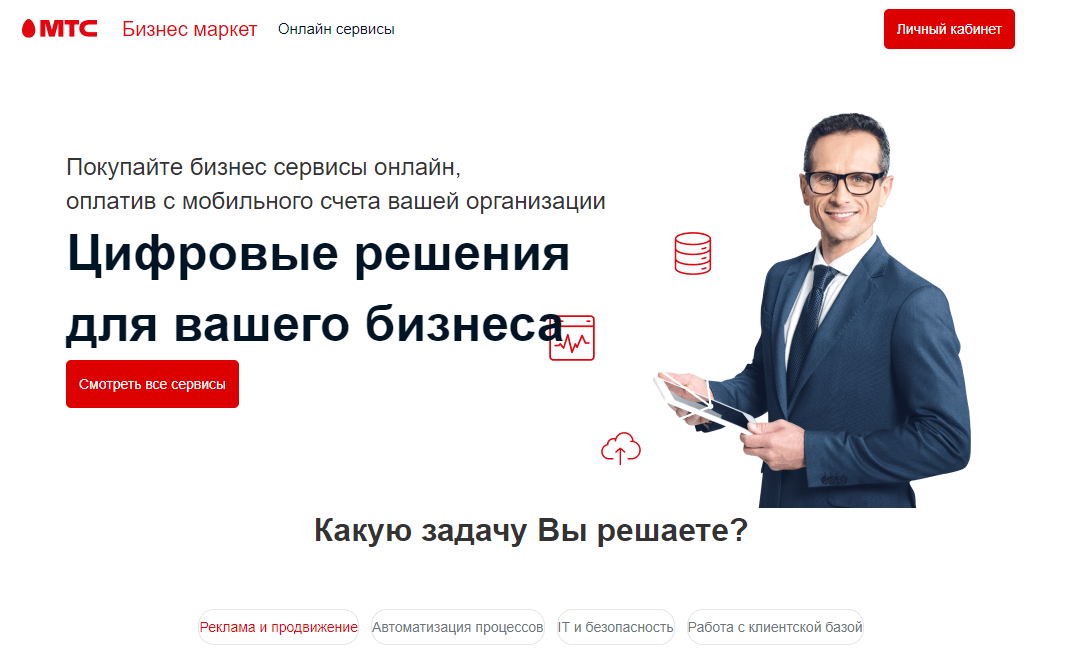 МТС
Бизнес маркет
Онлайн сервисы
Личный кабинет
Покупайте бизнес сервисы онлайн,
оплатив с мобильного счета вашей организации
Цифровые решения
для вашего бизнеса
Смотреть все сервисы
Какую задачу Вы решаете?
Реклама и продвижение
Автоматизация процессов
IT и безопасность
Работа с клиентской базой